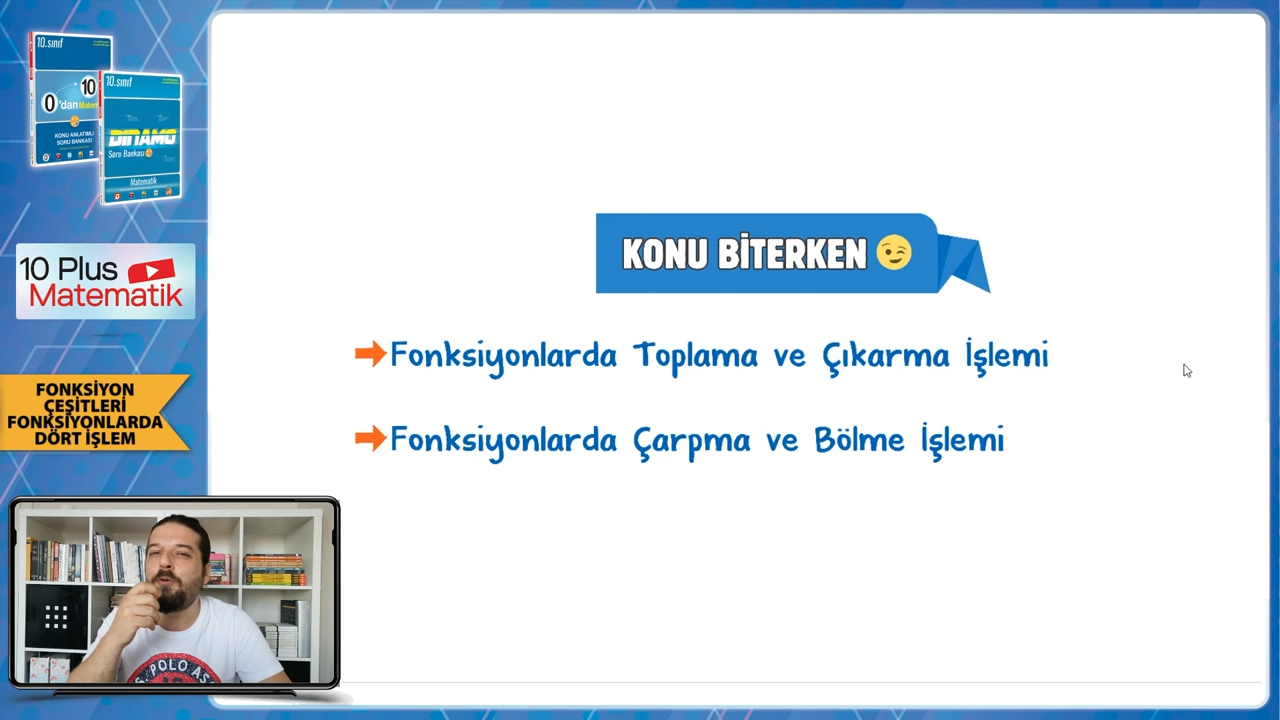 10.sınıf
0'dan 10
Matem
KONU ANLATIMLI
SORU BANKASI
10.sınıf
DİNAMO
Soru Bankası
Matematik
10 Plus
Matematik
FONKSİYON
ÇEŞİTLERİ
FONKSİYONLARDA
DÖRT İŞLEM
KONU BİTERKEN
Fonksiyonlarda Toplama ve Çıkarma İşlemi
Fonksiyonlarda Çarpma ve Bölme İşlemi
S. POLO ASS